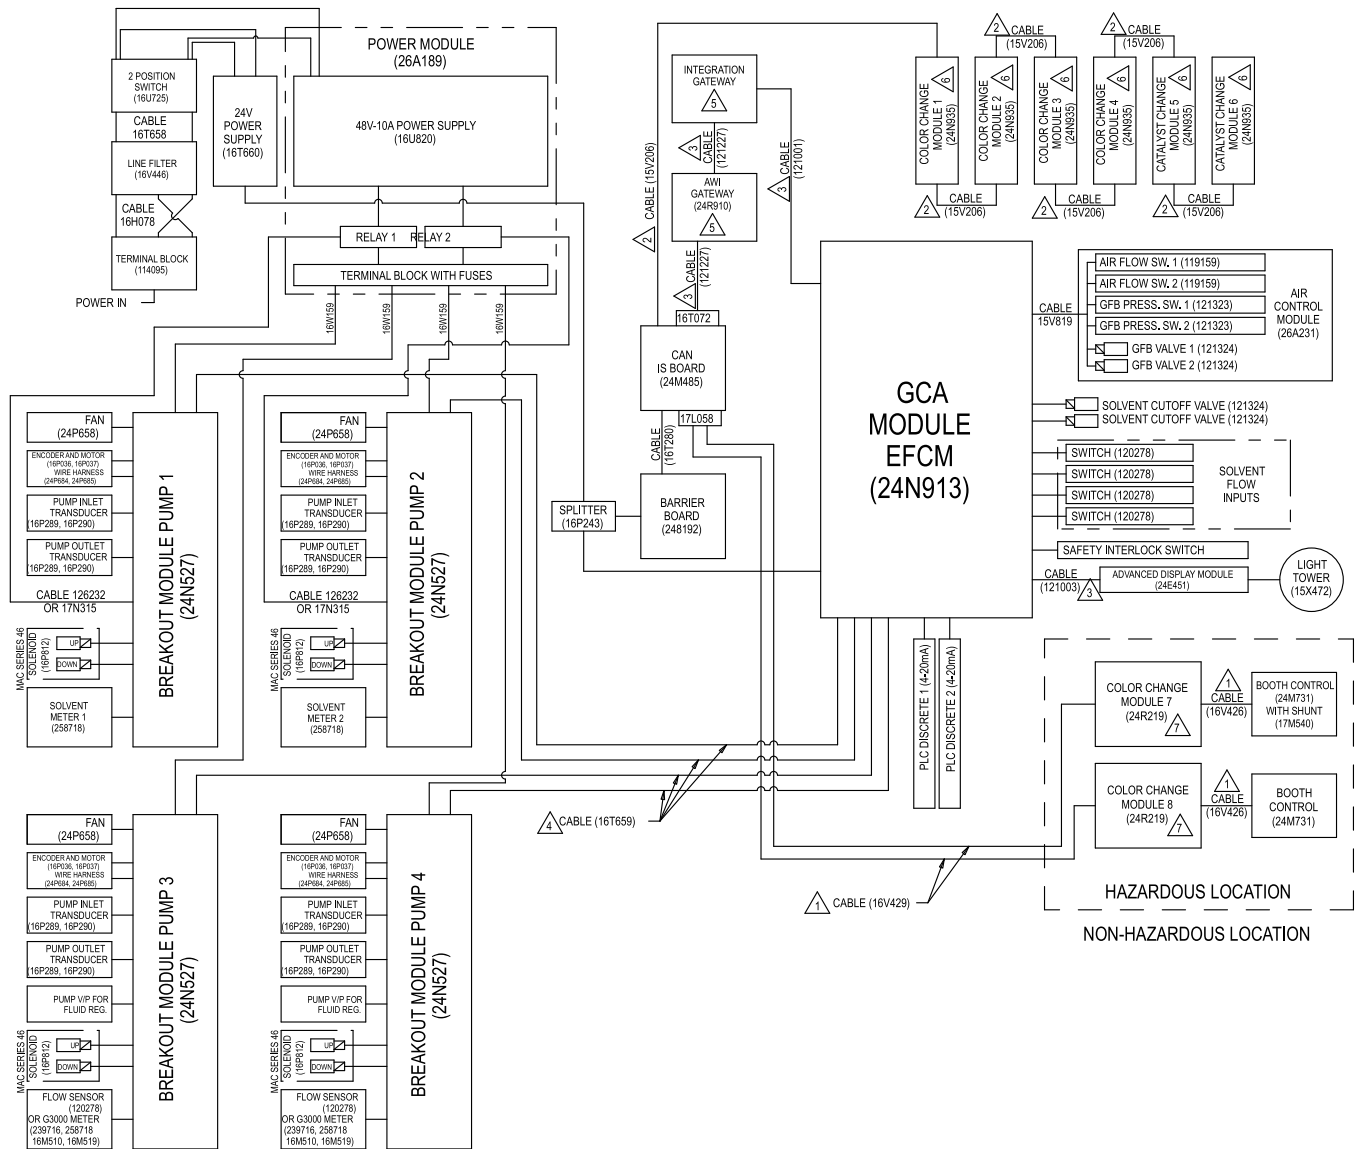 POWER MODULE
(26A189)
2 POSITION
SWITCH
(16U725)
CABLE
16T658
LINE FILTER
(16V446)
CABLE
16H078
TERMINAL BLOCK
(114095)
POWER IN
24V
POWER
SUPPLY
(16T660)
48V-10A POWER SUPPLY
(16U820)
RELAY 1
RELAY 2
TERMINAL BLOCK WITH FUSES
16W159
16W159
16W159
16W159
INTEGRATION
GATEWAY
5
3
CABLE
(121227)
AWI
GATEWAY
(24R910)
5
3
CABLE
(121227)
2
CABLE (15V206)
3
CABLE
(121001)
16T072
CAN
IS BOARD
(24M485)
17L058
CABLE
(16T280)
BARRIER
BOARD
(248192)
SPLITTER
(16P243)
2
CABLE
(15V206)
2
CABLE
(15V206)
COLOR CHANGE
MODULE 1
(24N935)
6
COLOR CHANGE
MODULE 2
(24N935)
6
COLOR CHANGE
MODULE 3
(24N935)
6
COLOR CHANGE
MODULE 4
(24N935)
6
CATALYST CHANGE
MODULE 5
(24N935)
6
CATALYST CHANGE
MODULE 6
(24N935)
6
2
CABLE
(15V206)
2
CABLE
(15V206)
2
CABLE
(15V206)
GCA
MODULE
EFCM
(24N913)
CABLE
15V819
AIR FLOW SW. 1 (119159)
AIR FLOW SW. 2 (119159)
GFB PRESS. SW. 1 (121323)
GFB PRESS. SW. 2 (121323)
GFB VALVE 1 (121324)
GFB VALVE 2 (121324)
AIR
CONTROL
MODULE
(26A231)
SOLVENT CUTOFF VALVE (121324)
SOLVENT CUTOFF VALVE (121324)
SWITCH (120278)
SWITCH (120278)
SWITCH (120278)
SWITCH (120278)
SOLVENT
FLOW
INPUTS
SAFETY INTERLOCK SWITCH
CABLE
(121003)
3
ADVANCED DISPLAY MODULE
(24E451)
LIGHT
TOWER
(15X472)
PLC DISCRETE 1 (4-20mA)
PLC DISCRETE 2 (4-20mA)
COLOR CHANGE
MODULE 7
(24R219)
7
1
CABLE
(16V426)
BOOTH CONTROL
(24M731)
WITH SHUNT
(17M540)
COLOR CHANGE
MODULE 8
(24R219)
7
1
CABLE
(16V426)
BOOTH
CONTROL
(24M731)
HAZARDOUS LOCATION
NON-HAZARDOUS LOCATION
4
CABLE (16T659)
1
CABLE (16V429)
FAN
(24P658)
ENCODER AND MOTOR
(16P036, 16P037)
WIRE HARNESS
(24P684, 24P685)
PUMP INLET
TRANSDUCER
(16P289, 16P290)
PUMP OUTLET
TRANSDUCER
(16P289, 16P290)
CABLE 126232
OR 17N315
MAC SERIES 46
SOLENOID
(16P812)
UP
DOWN
SOLVENT
METER 1
(258718)
BREAKOUT MODULE PUMP 1
(24N527)
FAN
(24P658)
ENCODER AND MOTOR
(16P036, 16P037)
WIRE HARNESS
(24P684, 24P685)
PUMP INLET
TRANSDUCER
(16P289, 16P290)
PUMP OUTLET
TRANSDUCER
(16P289, 16P290)
CABLE 126232
OR 17N315
MAC SERIES 46
SOLENOID
(16P812)
UP
DOWN
SOLVENT
METER 2
(258718)
BREAKOUT MODULE PUMP 2
(24N527)
FAN
(24P658)
ENCODER AND MOTOR
(16P036, 16P037)
WIRE HARNESS
(24P684, 24P685)
PUMP INLET
TRANSDUCER
(16P289, 16P290)
PUMP OUTLET
TRANSDUCER
(16P289, 16P290)
PUMP V/P FOR
FLUID REG.
MAC SERIES 46
SOLENOID
(16P812)
UP
DOWN
FLOW SENSOR
(120278)
OR G3000 METER
(239716, 258718
16M510, 16M519)
BREAKOUT MODULE PUMP 3
(24N527)
FAN
(24P658)
ENCODER AND MOTOR
(16P036, 16P037)
WIRE HARNESS
(24P684, 24P685)
PUMP INLET
TRANSDUCER
(16P289, 16P290)
PUMP OUTLET
TRANSDUCER
(16P289, 16P290)
PUMP V/P FOR
FLUID REG.
MAC SERIES 46
SOLENOID
(16P812)
UP
DOWN
FLOW SENSOR
(120278)
OR G3000 METER
(239716, 258718
16M510, 16M519)
BREAKOUT MODULE PUMP 4
(24N527)